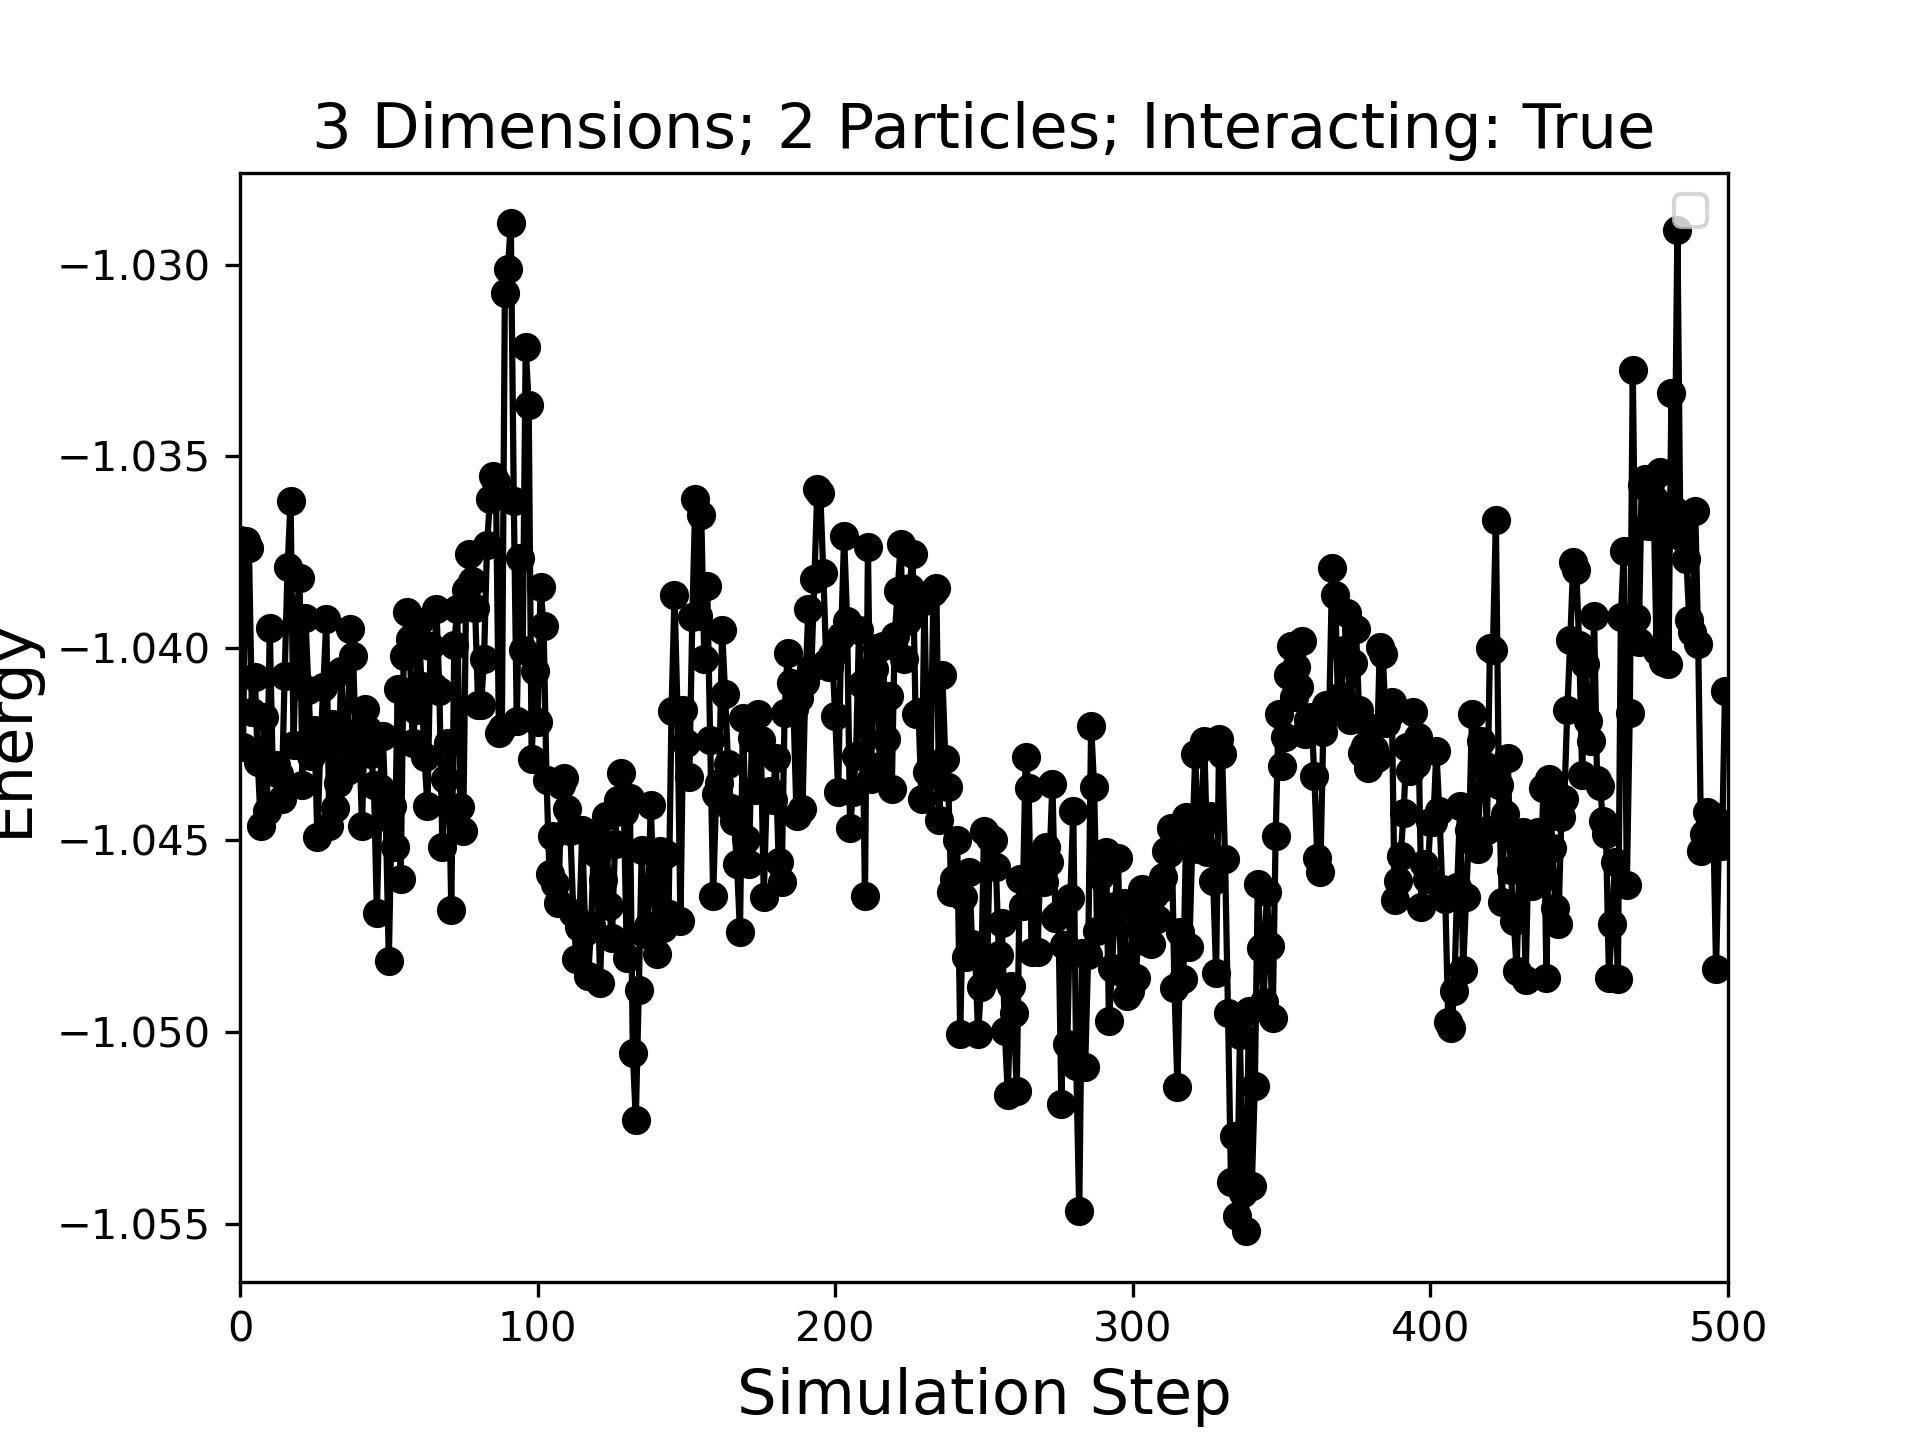 3 Dimensions; 2 Particles; Interacting: True
Energy
−1.030
−1.035
−1.040
−1.045
−1.050
−1.055
0 100 200 300 400 500
Simulation Step